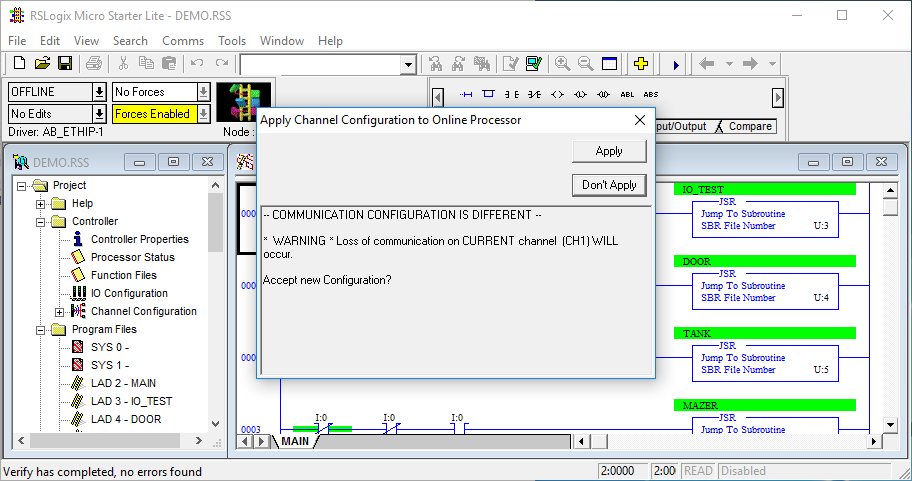 RSLogix Micro Starter Lite - DEMO.RSS
File Edit View Search Comms Tools Window Help
OFFLINE No Forces
No Edits Forces Enabled
Driver: AB_ETHIP-1 Node :
ABL ABS
nput/Output Compare
Apply Channel Configuration to Online Processor
Apply
Don't Apply
-- COMMUNICATION CONFIGURATION IS DIFFERENT --
* WARNING * Loss of communication on CURRENT channel (CH1) WILL
occur.
Accept new Configuration?
DEMO.RSS
Project
Help
Controller
Controller Properties
Processor Status
Function Files
IO Configuration
Channel Configuration
Program Files
SYS 0 -
SYS 1 -
LAD 2 - MAIN
LAD 3 - IO_TEST
LAD 4 - DOOR
IO_TEST
JSR
Jump To Subroutine
SBR File Number U:3
DOOR
JSR
Jump To Subroutine
SBR File Number U:4
TANK
JSR
Jump To Subroutine
SBR File Number U:5
MAZER
JSR
Jump To Subroutine
0003
I:0 I:0 I:0
MAIN
Verify has completed, no errors found
2:0000 2:00 READ Disabled